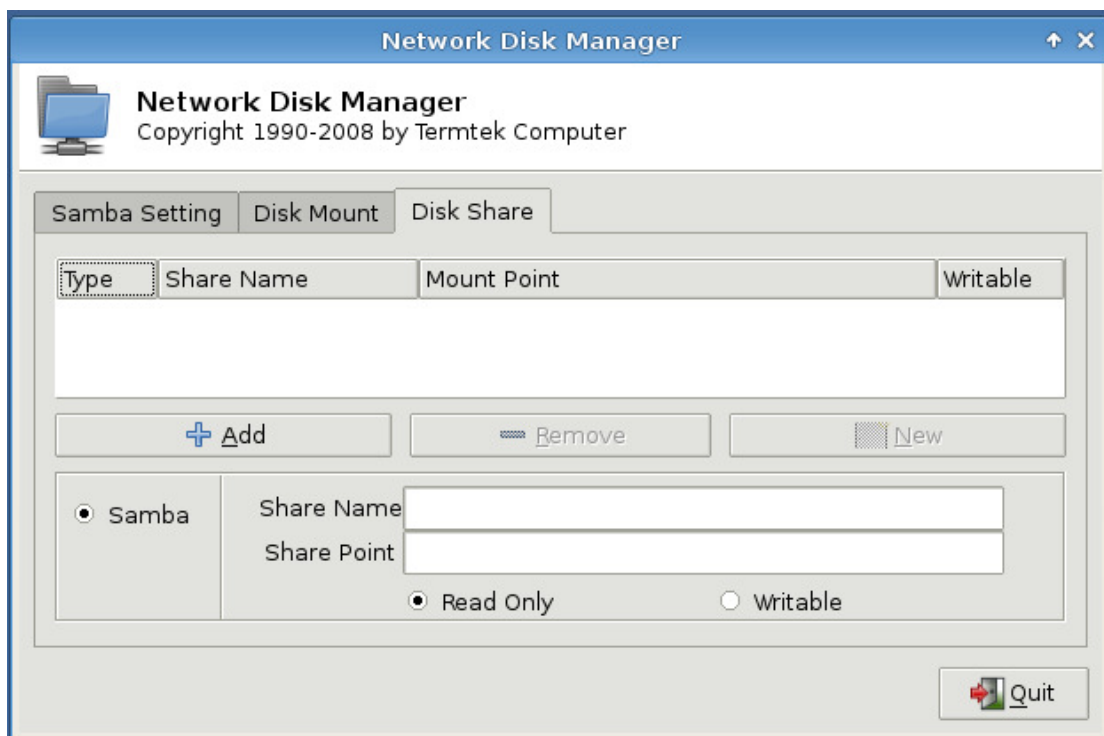 Network Disk Manager
Network Disk Manager
Copyright 1990-2008 by Termtek Computer
Samba Setting Disk Mount Disk Share
Type Share Name Mount Point Writable
Add Remove New
Samba
Share Name
Share Point
Read Only Writable
Quit